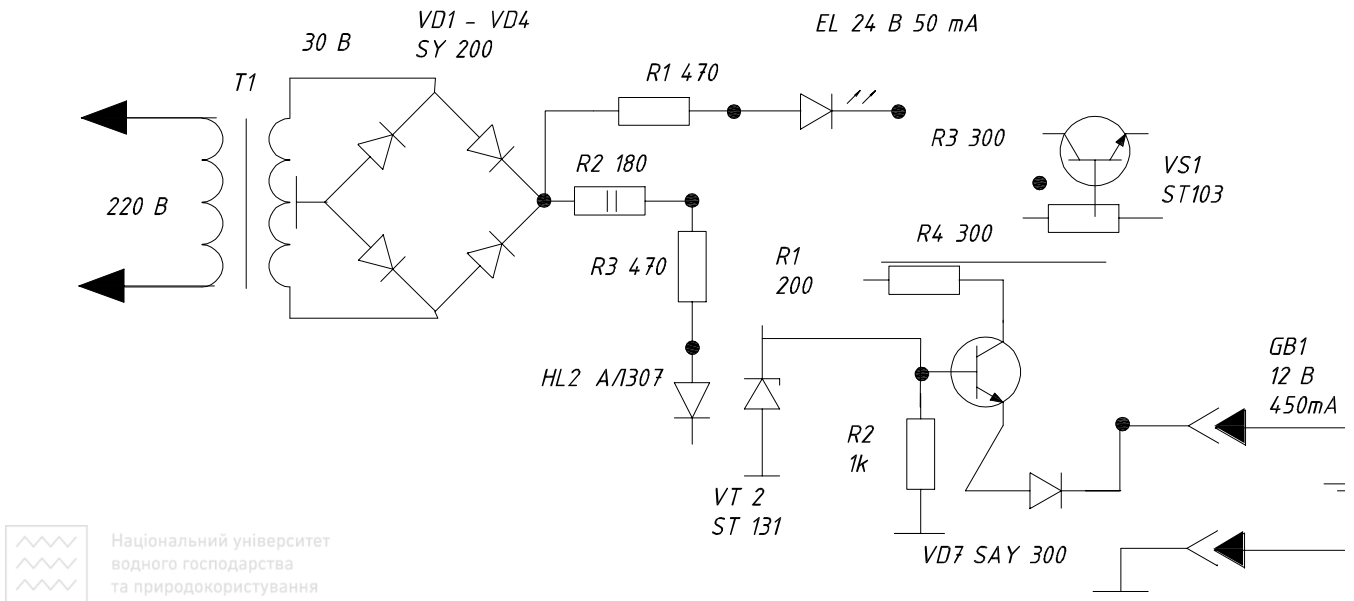 VD1 - VD4
SY 200
EL 24 В 50 mA
30 В
T1
R1 470
R3 300
R2 180
VS1
ST103
220 В
R4 300
R3 470
R1
200
GB1
12 В
450mA
HL2 АЛ307
R2
1k
VT 2
ST 131
VD7 SAY 300
Національний університет
водного господарства
та природокористування